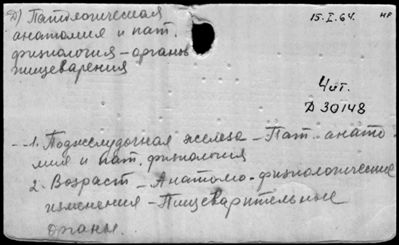 Д) Патологическая
15.I.64.
НР
анатомия и пат.
физиология - органы
пищеварения
Чит.
Д 30148
1. Поджелудочная железа - Пат. анато-
мия и пат. физиология
2. Возраст - Анатомо-физиологические
изменения - Пищеварительные
органы.